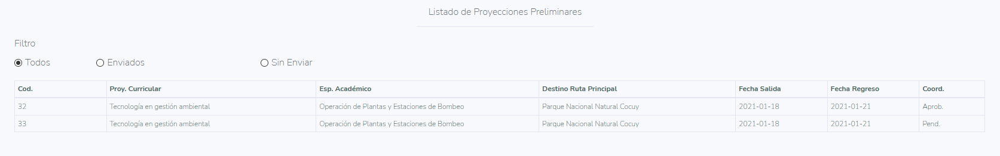 Listado de Proyecciones Preliminares
Filtro
Todos Enviados Sin Enviar
Cod. Proy. Curricular Esp. Académico Destino Ruta Principal Fecha Salida Fecha Regreso Coord.
32 Tecnología en gestión ambiental Operación de Plantas y Estaciones de Bombeo Parque Nacional Natural Cocuy 2021-01-18 2021-01-21 Aprob.
33 Tecnología en gestión ambiental Operación de Plantas y Estaciones de Bombeo Parque Nacional Natural Cocuy 2021-01-18 2021-01-21 Pend.